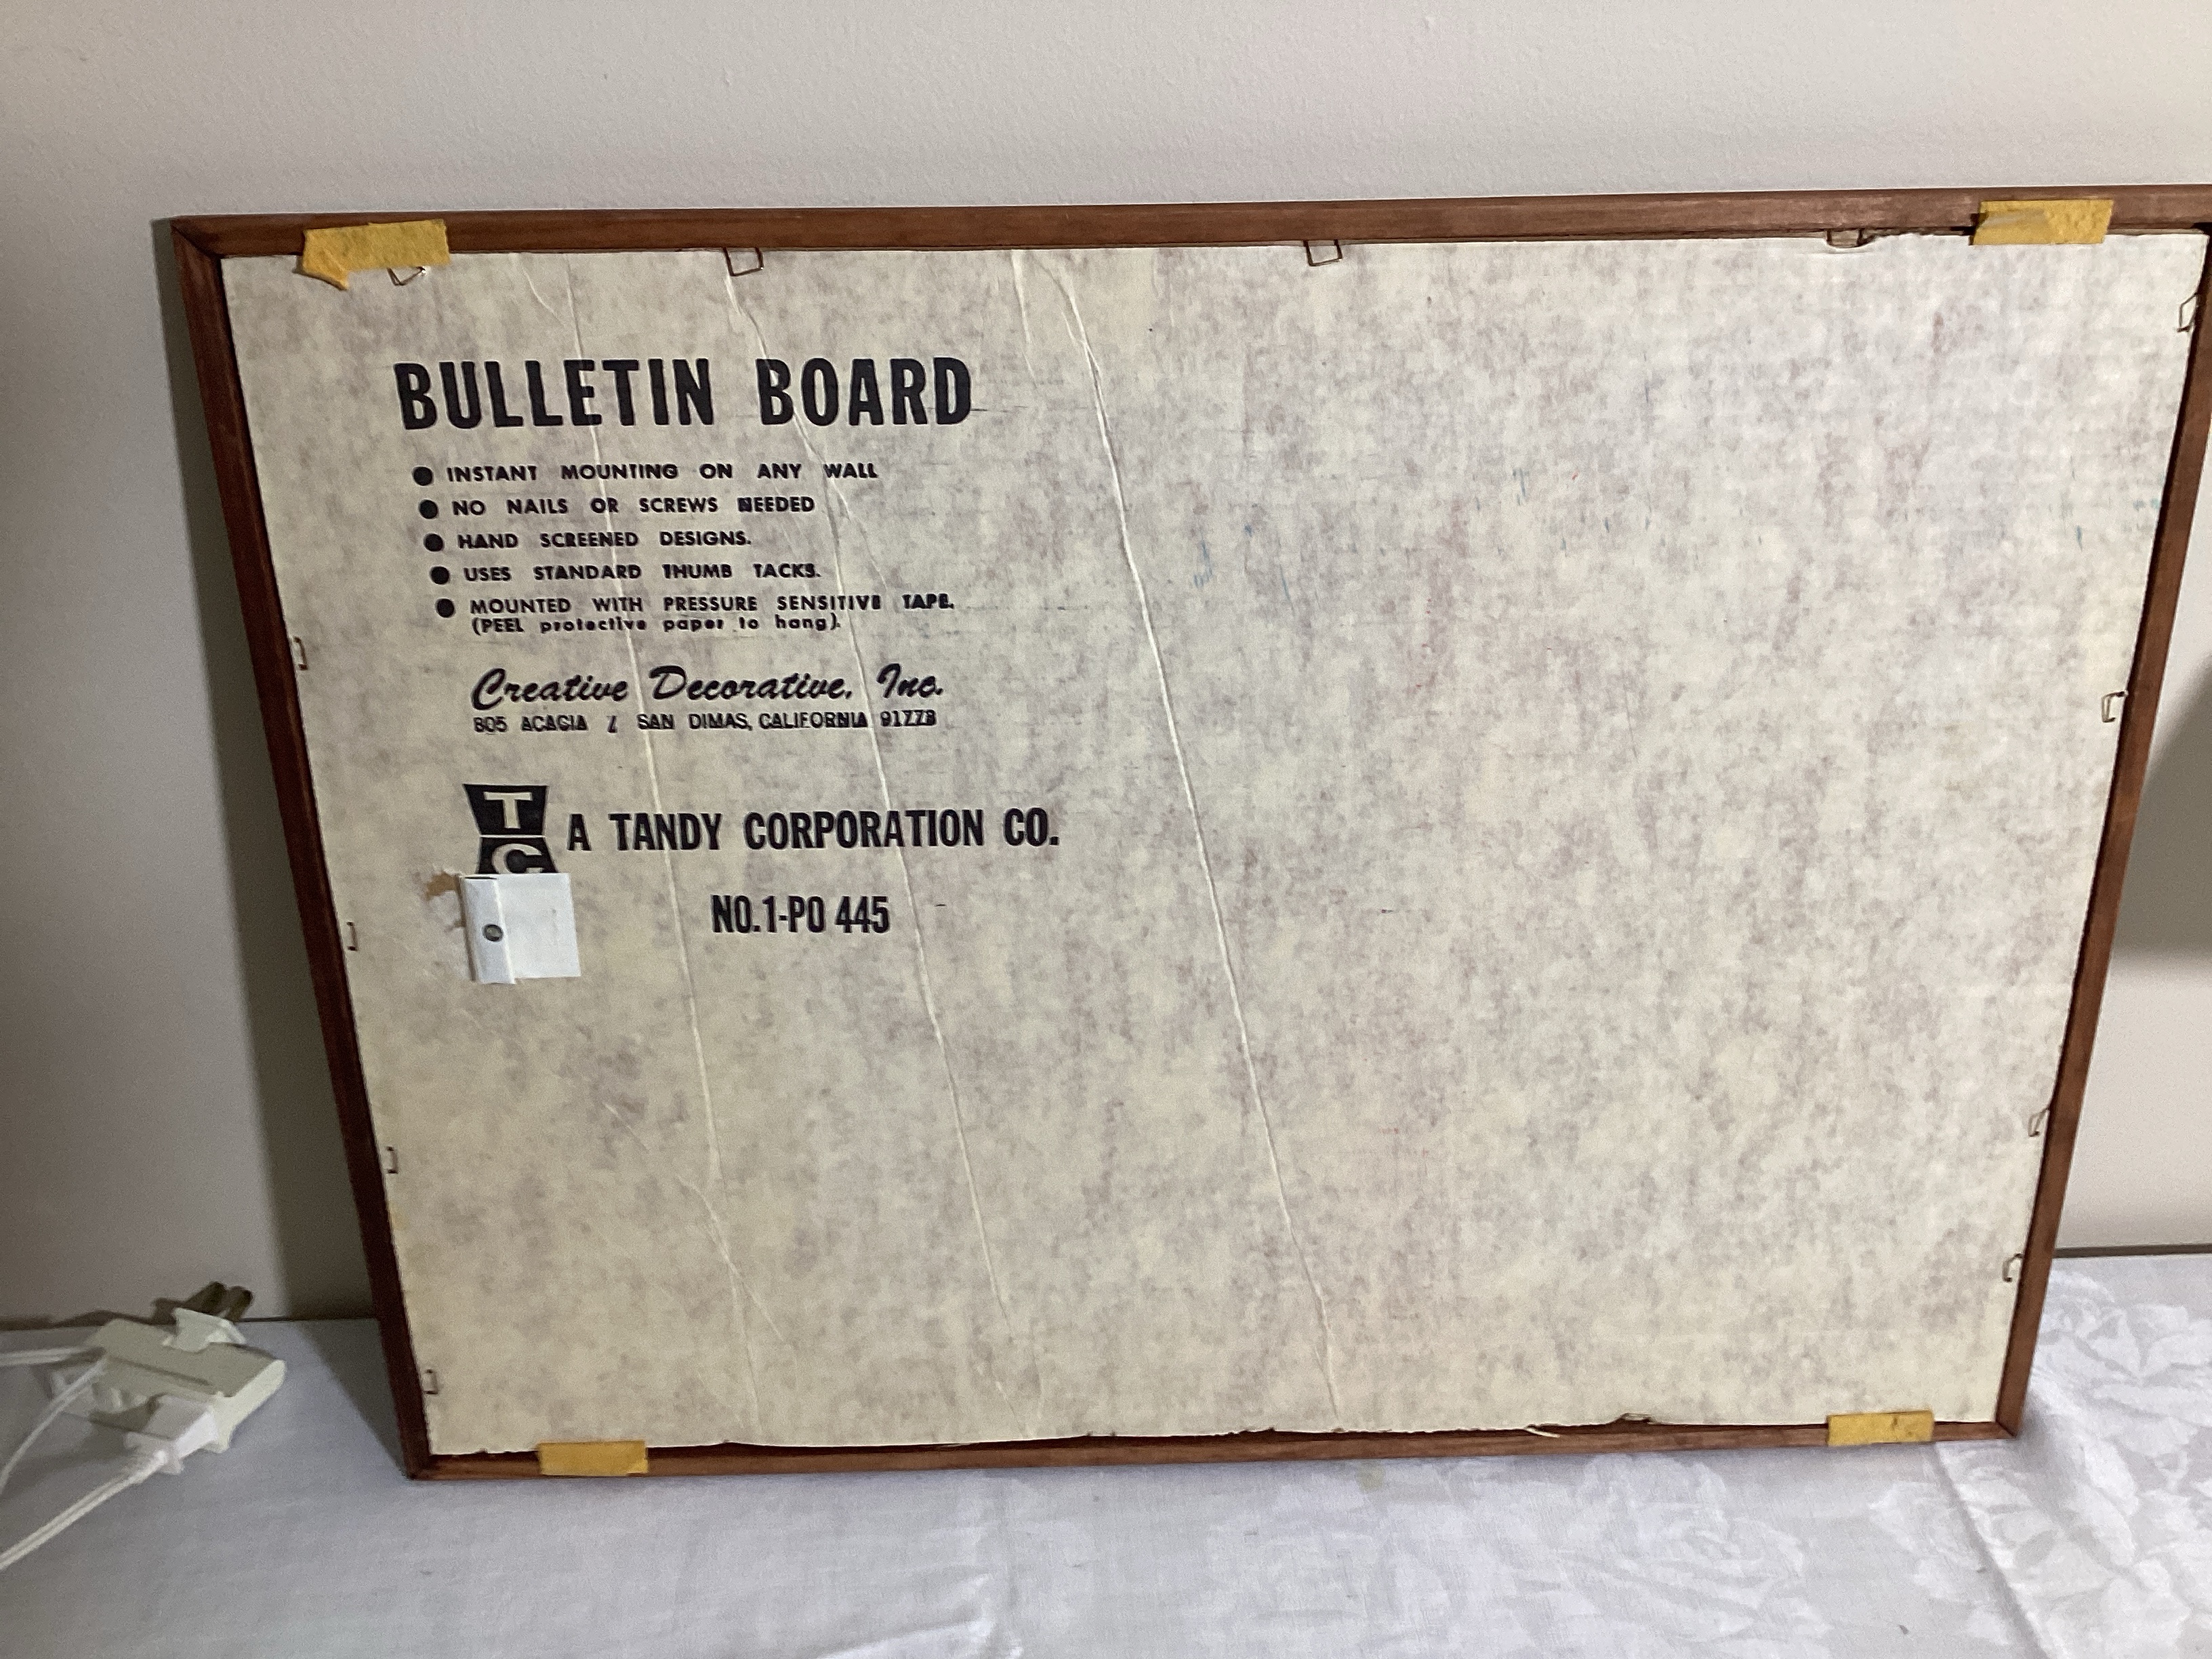 BULLETIN BOARD
● INSTANT MOUNTING ON ANY WALL
● NO NAILS OR SCREWS NEEDED
● HAND SCREENED DESIGNS.
● USES STANDARD THUMB TACKS.
● MOUNTED WITH PRESSURE SENSITIVE TAPE.
(PEEL protective paper to hang).
Creative Decorative, Inc.
805 ACAGIA / SAN DIMAS, CALIFORNIA 91773
TC A TANDY CORPORATION CO.
NO.1-PO 445